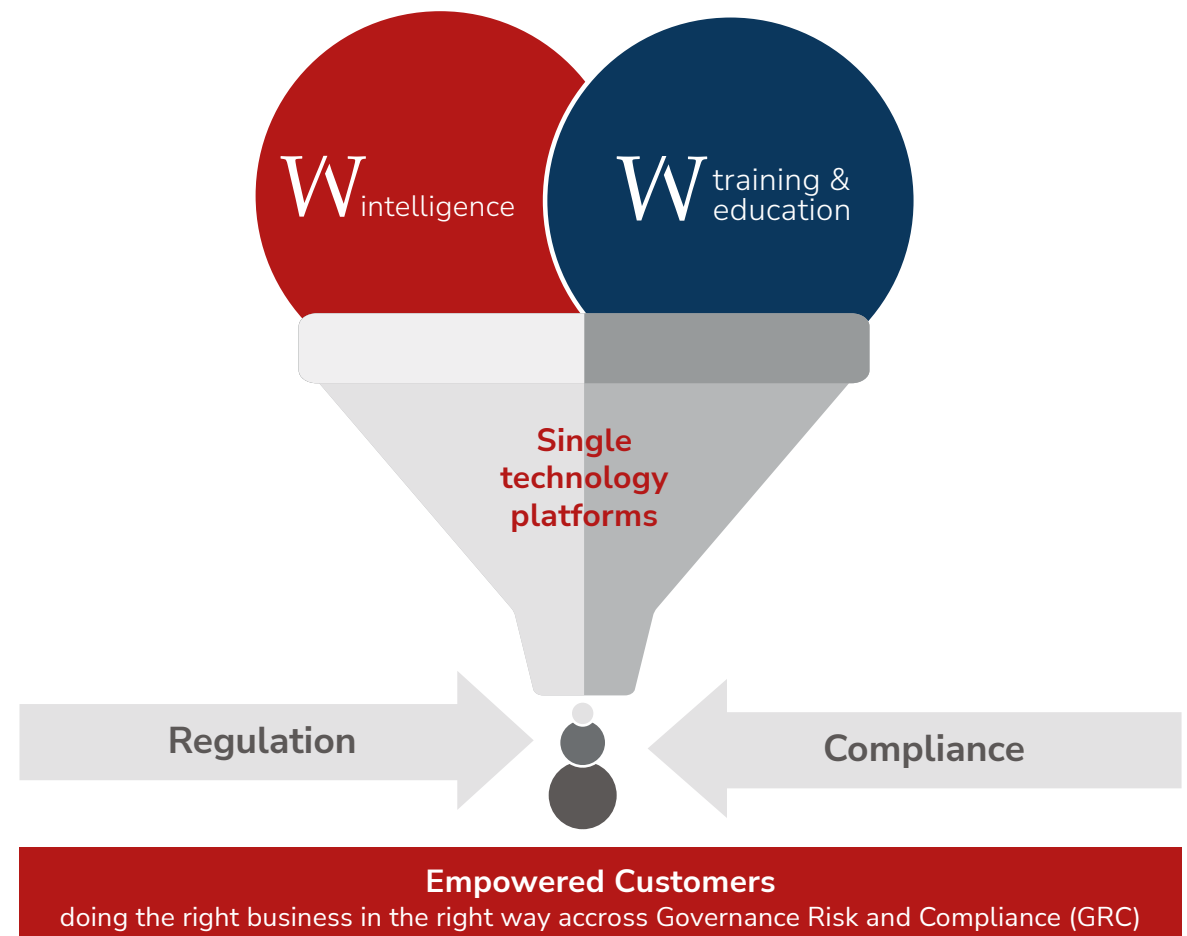 W intelligence
W training &
education
Single
technology
platforms
Regulation
Compliance
Empowered Customers
doing the right business in the right way accross Governance Risk and Compliance (GRC)